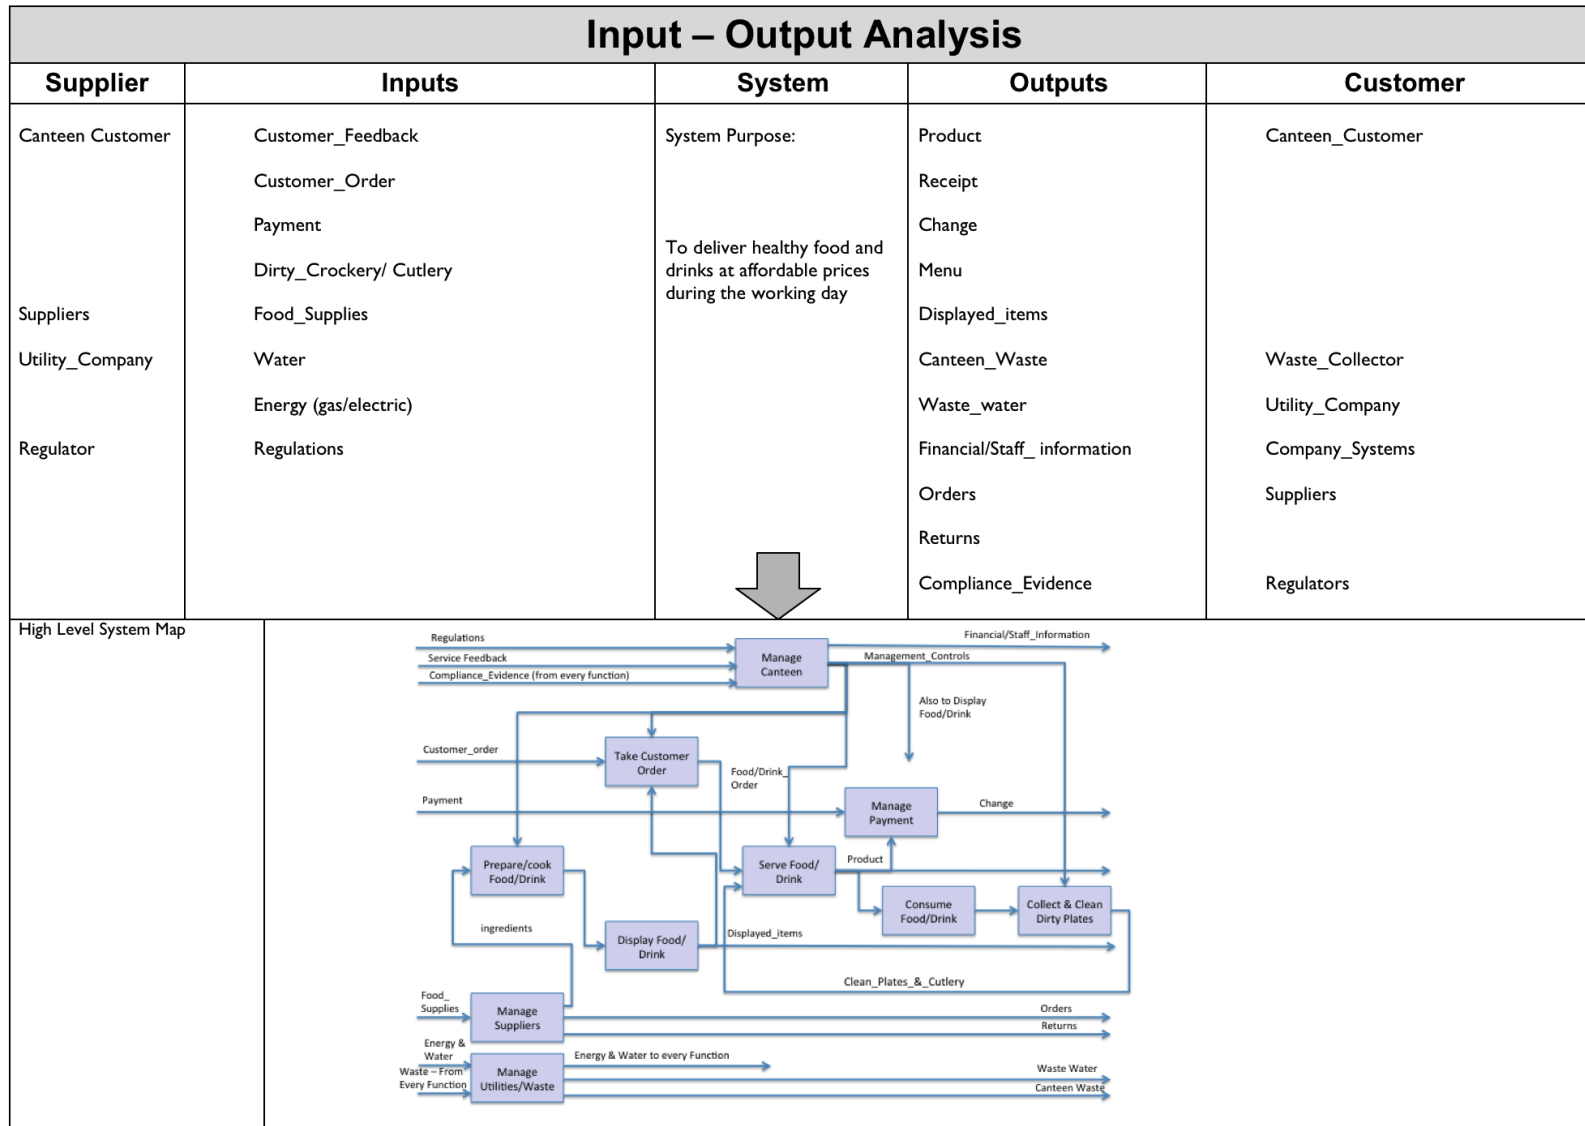 Input – Output Analysis
Supplier
Inputs
System
Outputs
Customer
Canteen Customer
Customer_Feedback
System Purpose:
Product
Canteen_Customer
Customer_Order
Receipt
Payment
Change
To deliver healthy food and
drinks at affordable prices
during the working day
Dirty_Crockery/ Cutlery
Menu
Suppliers
Food_Supplies
Displayed_items
Utility_Company
Water
Canteen_Waste
Waste_Collector
Energy (gas/electric)
Waste_water
Utility_Company
Regulator
Regulations
Financial/Staff_ information
Company_Systems
Orders
Suppliers
Returns
Compliance_Evidence
Regulators
High Level System Map
Regulations
Service Feedback
Compliance_Evidence (from every function)
Manage
Canteen
Financial/Staff_Information
Management_Controls
Also to Display
Food/Drink
Customer_order
Take Customer
Order
Food/Drink_
Order
Payment
Manage
Payment
Change
Prepare/cook
Food/Drink
Serve Food/
Drink
Product
Consume
Food/Drink
Collect & Clean
Dirty Plates
ingredients
Display Food/
Drink
Displayed_items
Clean_Plates_&_Cutlery
Food_
Supplies
Manage
Suppliers
Orders
Returns
Energy &
Water
Waste – From
Every Function
Manage
Utilities/Waste
Energy & Water to every Function
Waste Water
Canteen Waste